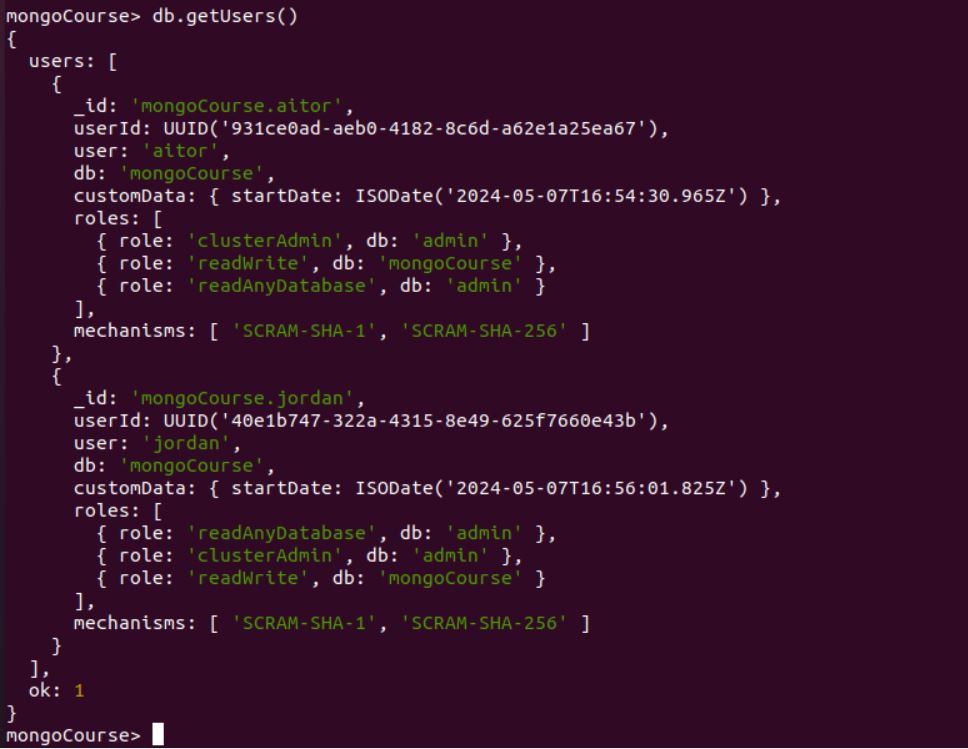 mongoCourse> db.getUsers()
{
  users: [
    {
      _id: 'mongoCourse.aitor',
      userId: UUID('931ce0ad-aeb0-4182-8c6d-a62e1a25ea67'),
      user: 'aitor',
      db: 'mongoCourse',
      customData: { startDate: ISODate('2024-05-07T16:54:30.965Z') },
      roles: [
        { role: 'clusterAdmin', db: 'admin' },
        { role: 'readWrite', db: 'mongoCourse' },
        { role: 'readAnyDatabase', db: 'admin' }
      ],
      mechanisms: [ 'SCRAM-SHA-1', 'SCRAM-SHA-256' ]
    },
    {
      _id: 'mongoCourse.jordan',
      userId: UUID('40e1b747-322a-4315-8e49-625f7660e43b'),
      user: 'jordan',
      db: 'mongoCourse',
      customData: { startDate: ISODate('2024-05-07T16:56:01.825Z') },
      roles: [
        { role: 'readAnyDatabase', db: 'admin' },
        { role: 'clusterAdmin', db: 'admin' },
        { role: 'readWrite', db: 'mongoCourse' }
      ],
      mechanisms: [ 'SCRAM-SHA-1', 'SCRAM-SHA-256' ]
    }
  ],
  ok: 1
}
mongoCourse>